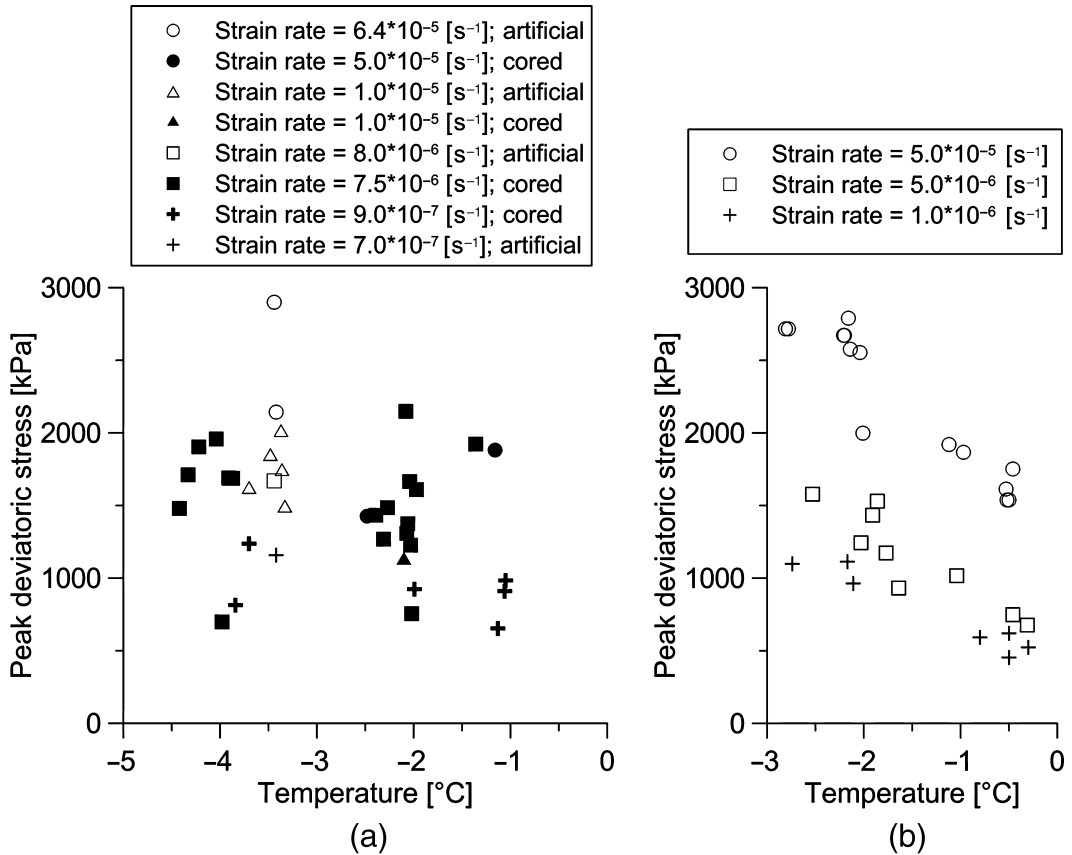 Strain rate = 6.4*10⁻⁵ [s⁻¹]; artificial
Strain rate = 5.0*10⁻⁵ [s⁻¹]; cored
Strain rate = 1.0*10⁻⁵ [s⁻¹]; artificial
Strain rate = 1.0*10⁻⁵ [s⁻¹]; cored
Strain rate = 8.0*10⁻⁶ [s⁻¹]; artificial
Strain rate = 7.5*10⁻⁶ [s⁻¹]; cored
Strain rate = 9.0*10⁻⁷ [s⁻¹]; cored
Strain rate = 7.0*10⁻⁷ [s⁻¹]; artificial
3000
2000
1000
0
Peak deviatoric stress [kPa]
−5 −4 −3 −2 −1 0
Temperature [°C]
(a)
Strain rate = 5.0*10⁻⁵ [s⁻¹]
Strain rate = 5.0*10⁻⁶ [s⁻¹]
Strain rate = 1.0*10⁻⁶ [s⁻¹]
3000
2000
1000
0
Peak deviatoric stress [kPa]
−3 −2 −1 0
Temperature [°C]
(b)